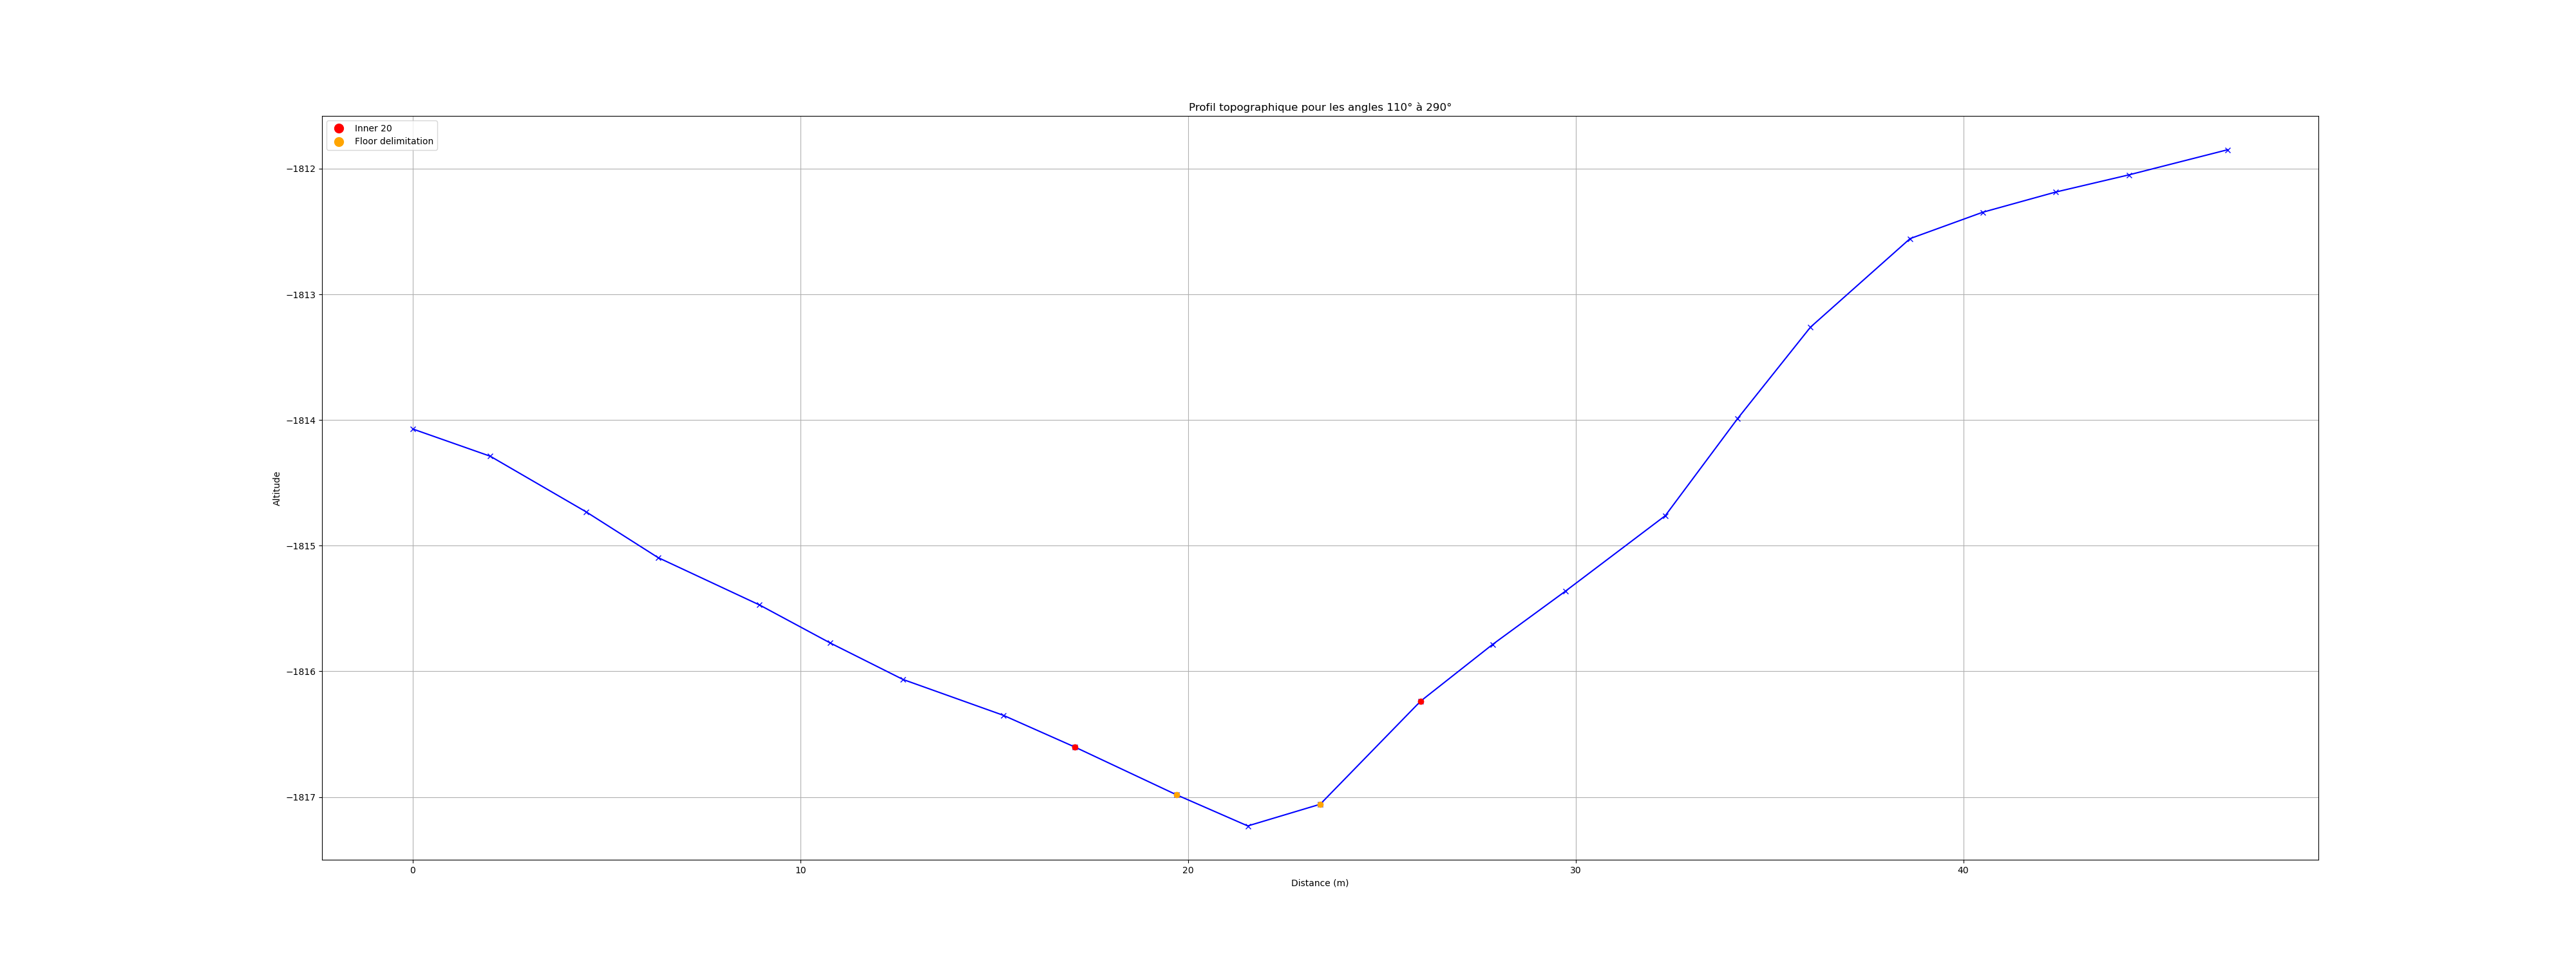 Profil topographique pour les angles 110° à 290°
Inner 20
Floor delimitation
−1812
−1813
−1814
−1815
−1816
−1817
Altitude
0 10 20 30 40
Distance (m)